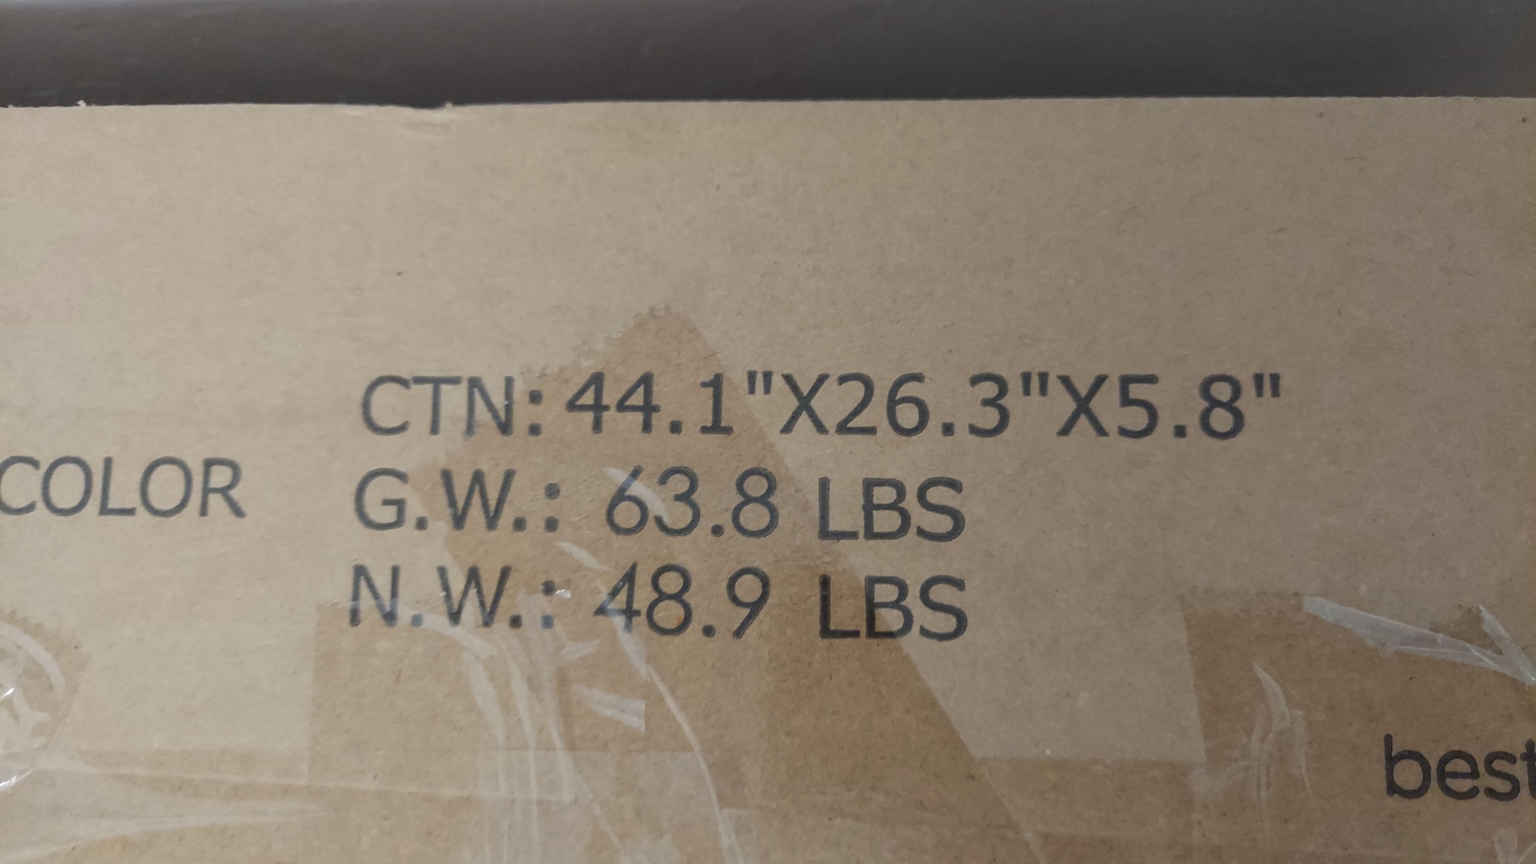 CTN: 44.1"X26.3"X5.8"
COLOR
G.W.: 63.8 LBS
N.W.: 48.9 LBS
best